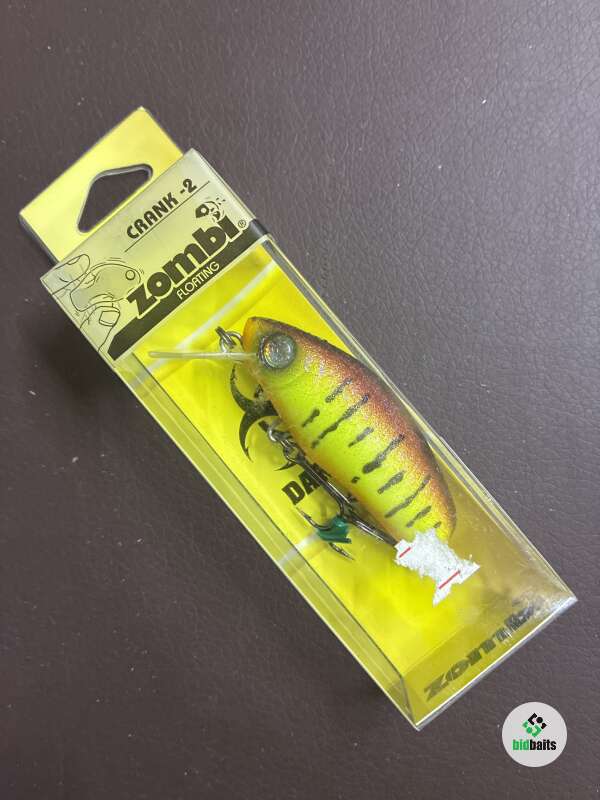 CRANK -2
zombi®
FLOATING
DA
zombi
bidbaits